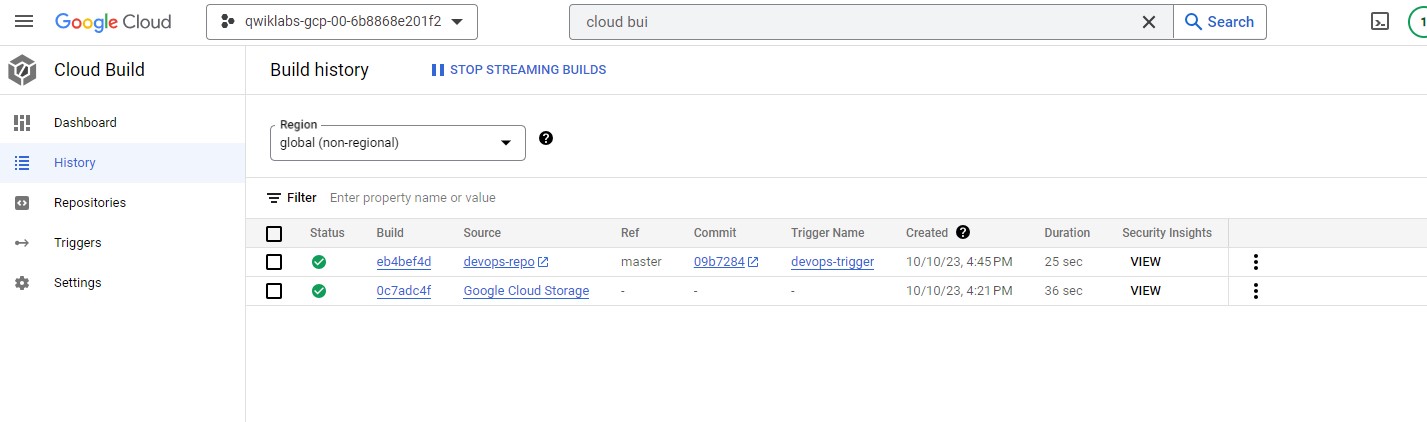 Google Cloud qwiklabs-gcp-00-6b8868e201f2 cloud bui Search 1
Cloud Build
Build history STOP STREAMING BUILDS
Dashboard
History
Repositories
Triggers
Settings
Region
global (non-regional) ?
Filter Enter property name or value
Status Build Source Ref Commit Trigger Name Created ? Duration Security Insights
eb4bef4d devops-repo master 09b7284 devops-trigger 10/10/23, 4:45 PM 25 sec VIEW
0c7adc4f Google Cloud Storage - - - 10/10/23, 4:21 PM 36 sec VIEW